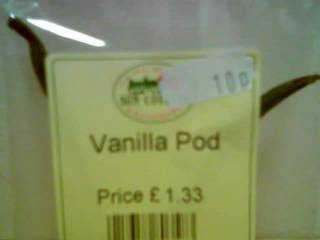 10p
Vanilla Pod
Price £ 1.33